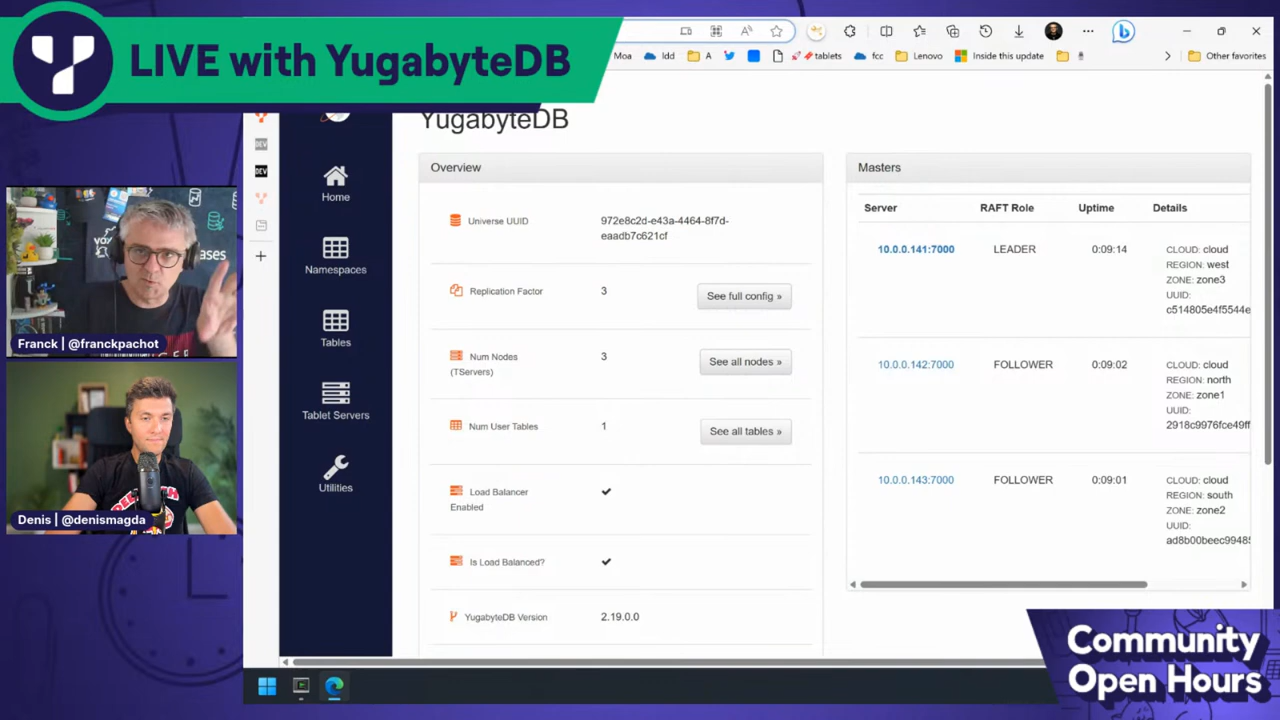 LIVE with YugabyteDB
Moa
ldd
A
tablets
fcc
Lenovo
Inside this update
Other favorites
YugabyteDB
DEV
DEV
Home
Namespaces
Tables
Tablet Servers
Utilities
Overview
Universe UUID
972e8c2d-e43a-4464-8f7d-
eaadb7c621cf
Replication Factor
3
See full config »
Num Nodes
(TServers)
3
See all nodes »
Num User Tables
1
See all tables »
Load Balancer
Enabled
Is Load Balanced?
YugabyteDB Version
2.19.0.0
Masters
Server RAFT Role Uptime Details
10.0.0.141:7000 LEADER 0:09:14 CLOUD: cloud
REGION: west
ZONE: zone3
UUID:
c514805e4f5544e
10.0.0.142:7000 FOLLOWER 0:09:02 CLOUD: cloud
REGION: north
ZONE: zone1
UUID:
2918c9976fce49ff
10.0.0.143:7000 FOLLOWER 0:09:01 CLOUD: cloud
REGION: south
ZONE: zone2
UUID:
ad8b00beec9948
Franck | @franckpachot
Denis | @denismagda
Community
Open Hours